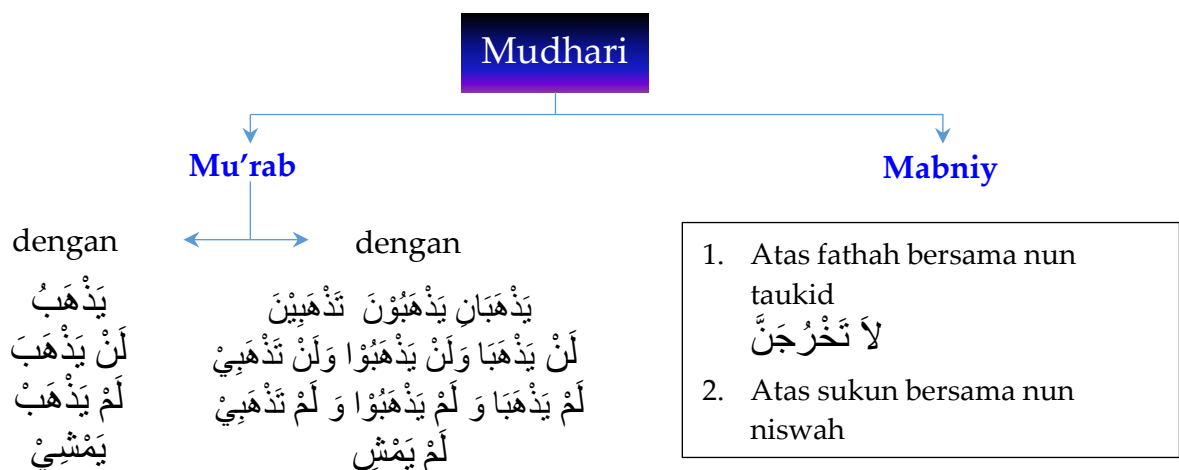 Mudhari
Mu'rab
Mabniy
dengan
يَذْهَبُ
لَنْ يَذْهَبَ
لَمْ يَذْهَبْ
يَمْشِيْ
dengan
يَذْهَبَانِ يَذْهَبُوْنَ تَذْهَبِيْنَ
لَنْ يَذْهَبَا وَلَنْ يَذْهَبُوْا وَلَنْ تَذْهَبِيْ
لَمْ يَذْهَبَا وَ لَمْ يَذْهَبُوْا وَ لَمْ تَذْهَبِيْ
لَمْ يَمْشِ
1. Atas fathah bersama nun
taukid
لاَ تَخْرُجَنَّ
2. Atas sukun bersama nun
niswah